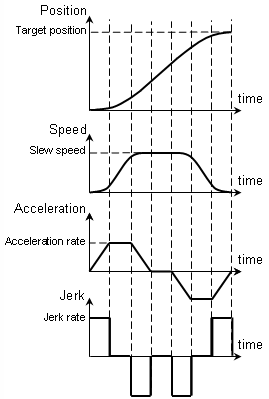 Position
Target position
time
Speed
Slew speed
time
Acceleration
Acceleration rate
time
Jerk
Jerk rate
time